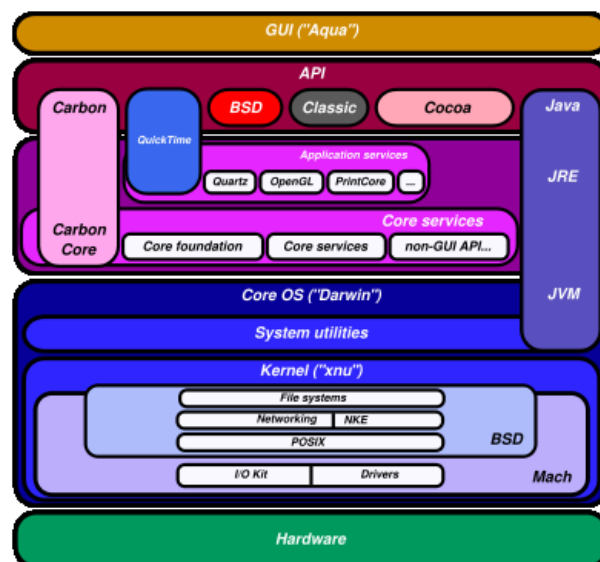 GUI ("Aqua")
API
Carbon
QuickTime
BSD
Classic
Cocoa
Java
Application services
JRE
Quartz
OpenGL
PrintCore
...
Core services
Carbon
Core
Core foundation
Core services
non-GUI API...
Core OS ("Darwin")
JVM
System utilities
Kernel ("xnu")
File systems
Networking
NKE
POSIX
BSD
I/O Kit
Drivers
Mach
Hardware